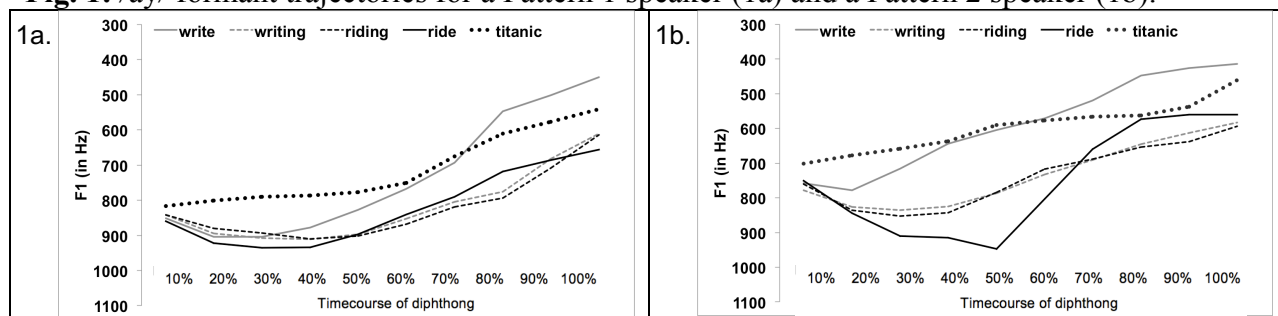 Fig. 1. /ay/ formant trajectories for a Pattern 1 speaker (1a) and a Pattern 2 speaker (1b).
1a.
write writing riding ride titanic
300
400
500
600
700
800
900
1000
1100
F1 (in Hz)
10% 20% 30% 40% 50% 60% 70% 80% 90% 100%
Timecourse of diphthong
1b.
write writing riding ride titanic
300
400
500
600
700
800
900
1000
1100
F1 (in Hz)
10% 20% 30% 40% 50% 60% 70% 80% 90% 100%
Timecourse of diphthong